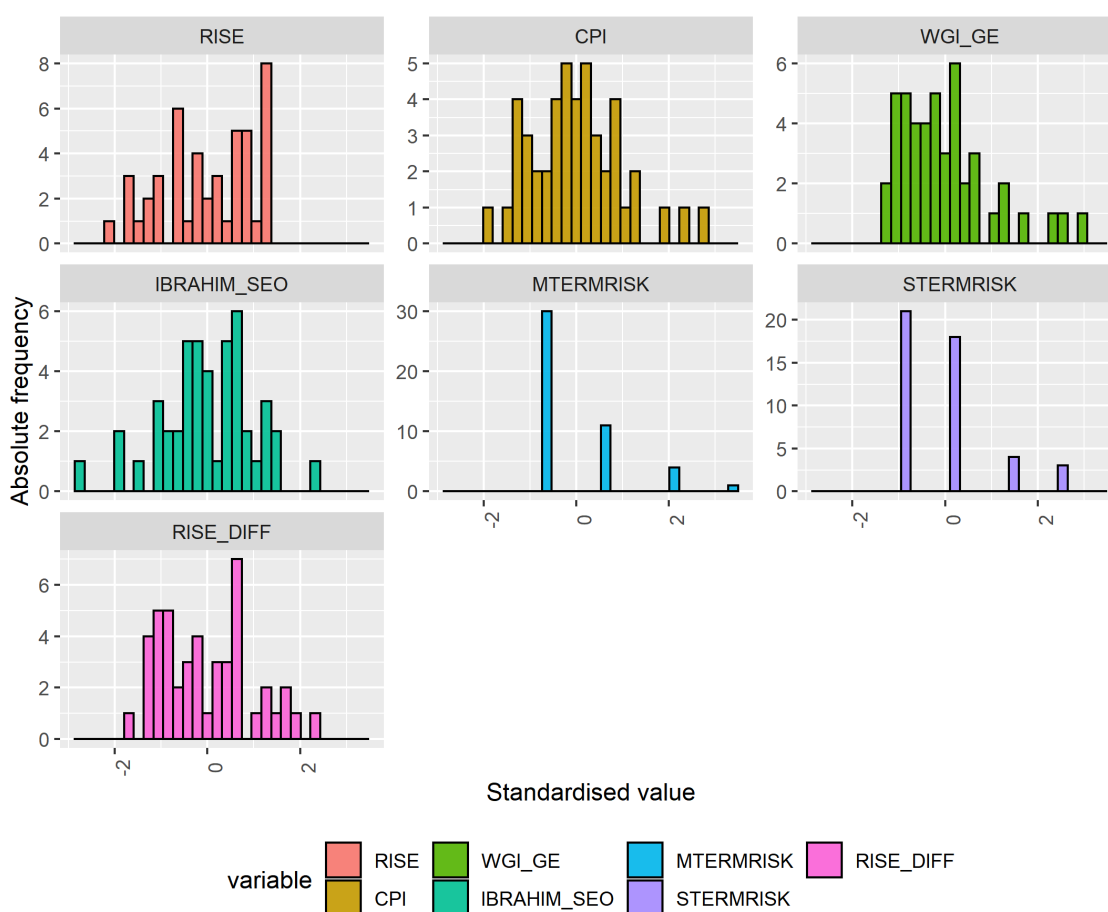 RISE CPI WGI_GE
8
6
4
2
0
5
4
3
2
1
0
6
4
2
0
IBRAHIM_SEO MTERMRISK STERMRISK
6
4
2
0
30
20
10
0
20
15
10
5
0
-2 0 2
-2 0 2
RISE_DIFF
6
4
2
0
-2 0 2
Absolute frequency
Standardised value
variable
RISE WGI_GE MTERMRISK RISE_DIFF
CPI IBRAHIM_SEO STERMRISK